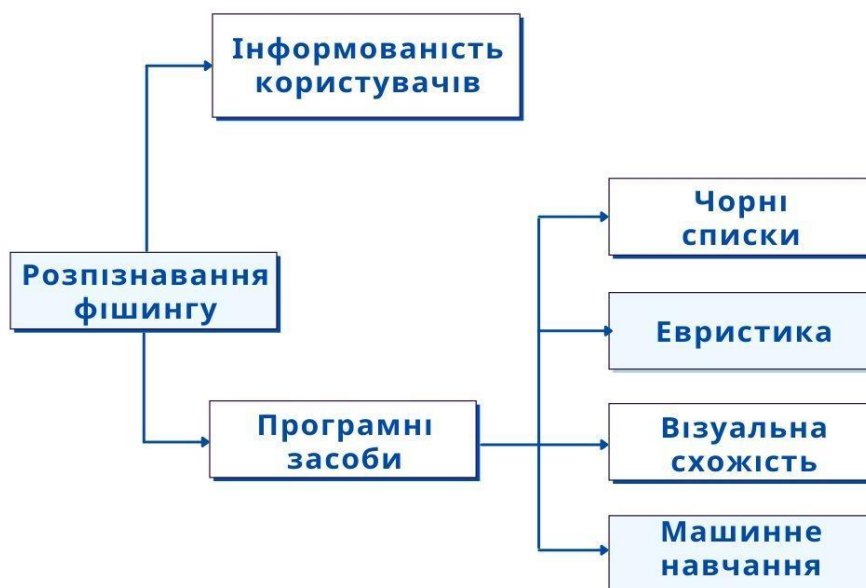 Інформованість
користувачів
Розпізнавання
фішингу
Програмні
засоби
Чорні
списки
Евристика
Візуальна
схожість
Машинне
навчання